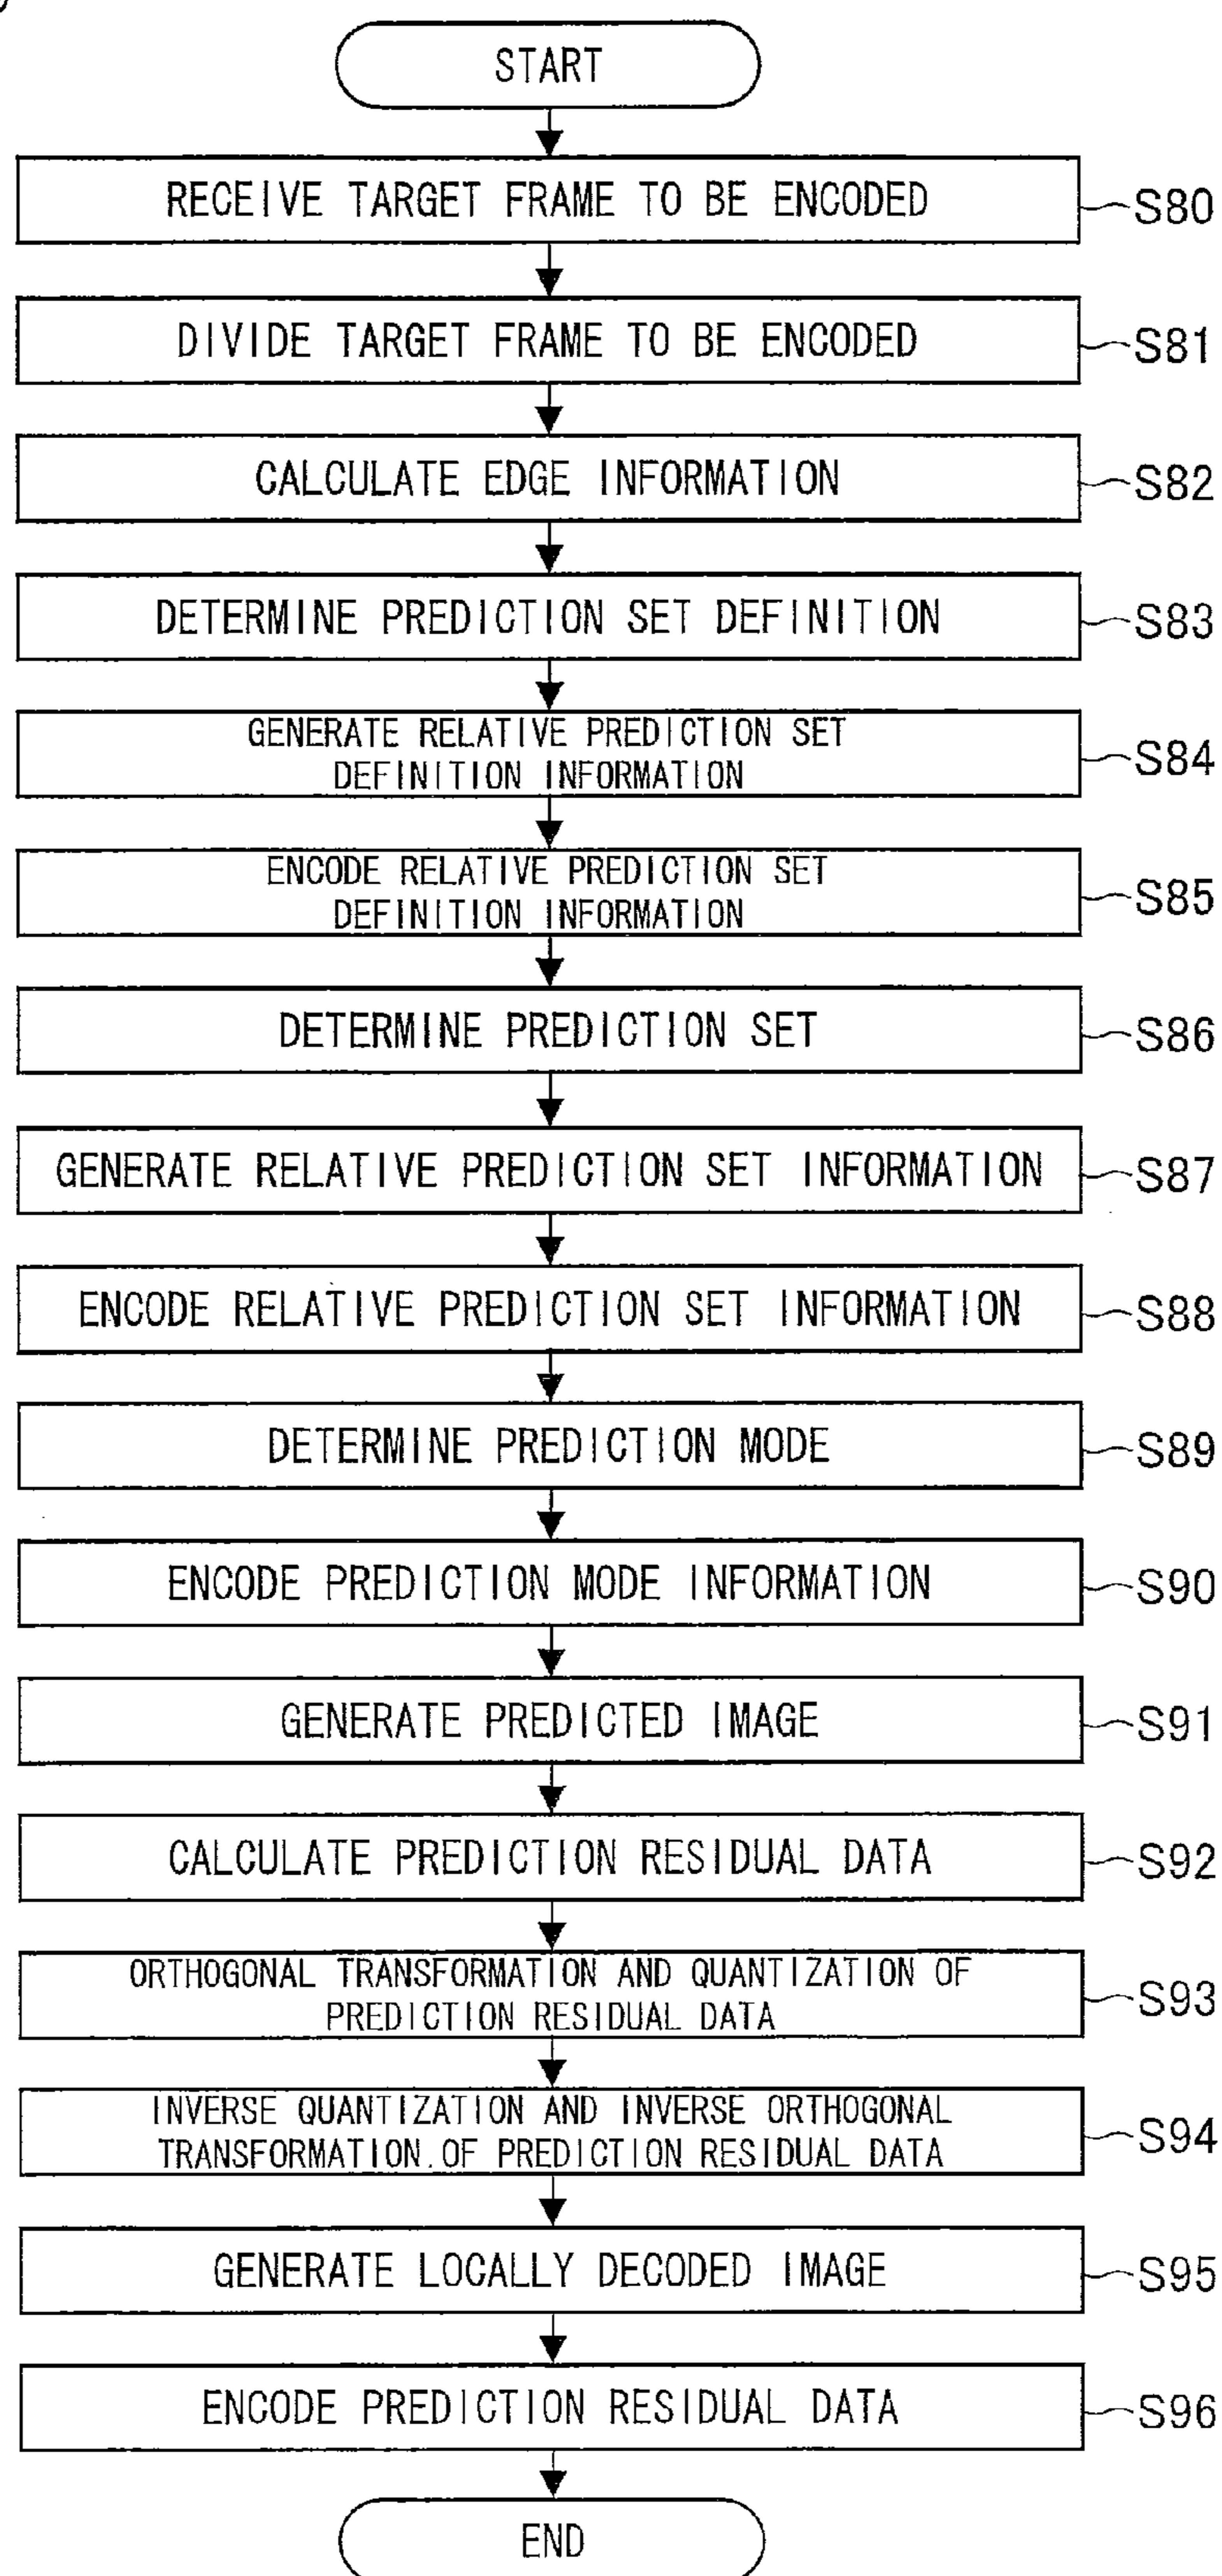 START
RECEIVE TARGET FRAME TO BE ENCODED
S80
DIVIDE TARGET FRAME TO BE ENCODED
S81
CALCULATE EDGE INFORMATION
S82
DETERMINE PREDICTION SET DEFINITION
S83
GENERATE RELATIVE PREDICTION SET
DEFINITION INFORMATION
S84
ENCODE RELATIVE PREDICTION SET
DEFINITION INFORMATION
S85
DETERMINE PREDICTION SET
S86
GENERATE RELATIVE PREDICTION SET INFORMATION
S87
ENCODE RELATIVE PREDICTION SET INFORMATION
S88
DETERMINE PREDICTION MODE
S89
ENCODE PREDICTION MODE INFORMATION
S90
GENERATE PREDICTED IMAGE
S91
CALCULATE PREDICTION RESIDUAL DATA
S92
ORTHOGONAL TRANSFORMATION AND QUANTIZATION OF
PREDICTION RESIDUAL DATA
S93
INVERSE QUANTIZATION AND INVERSE ORTHOGONAL
TRANSFORMATION OF PREDICTION RESIDUAL DATA
S94
GENERATE LOCALLY DECODED IMAGE
S95
ENCODE PREDICTION RESIDUAL DATA
S96
END